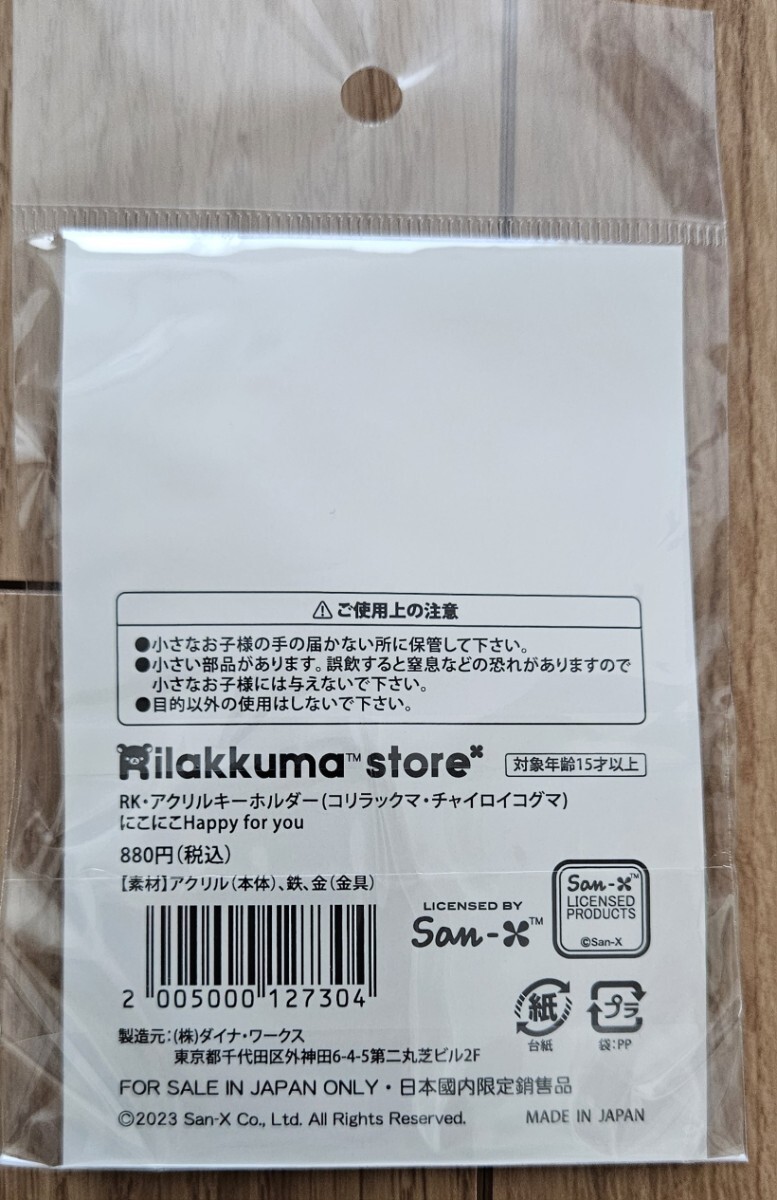 ⚠ ご使用上の注意
●小さなお子様の手の届かない所に保管して下さい。
●小さい部品があります。誤飲すると窒息などの恐れがありますので
小さなお子様には与えないで下さい。
●目的以外の使用はしないで下さい。
Rilakkuma™ store
対象年齢15才以上
RK・アクリルキーホルダー(コリラックマ・チャイロイコグマ)
にこにこHappy for you
880円(税込)
【素材】アクリル(本体)、鉄、金(金具)
LICENSED BY
San-X™
San-X™
LICENSED
PRODUCTS
©San-X
2 005000 127304
紙
台紙
プラ
袋:PP
製造元:(株)ダイナ・ワークス
東京都千代田区外神田6-4-5第二丸芝ビル2F
FOR SALE IN JAPAN ONLY・日本國内限定銷售品
©2023 San-X Co., Ltd. All Rights Reserved.
MADE IN JAPAN